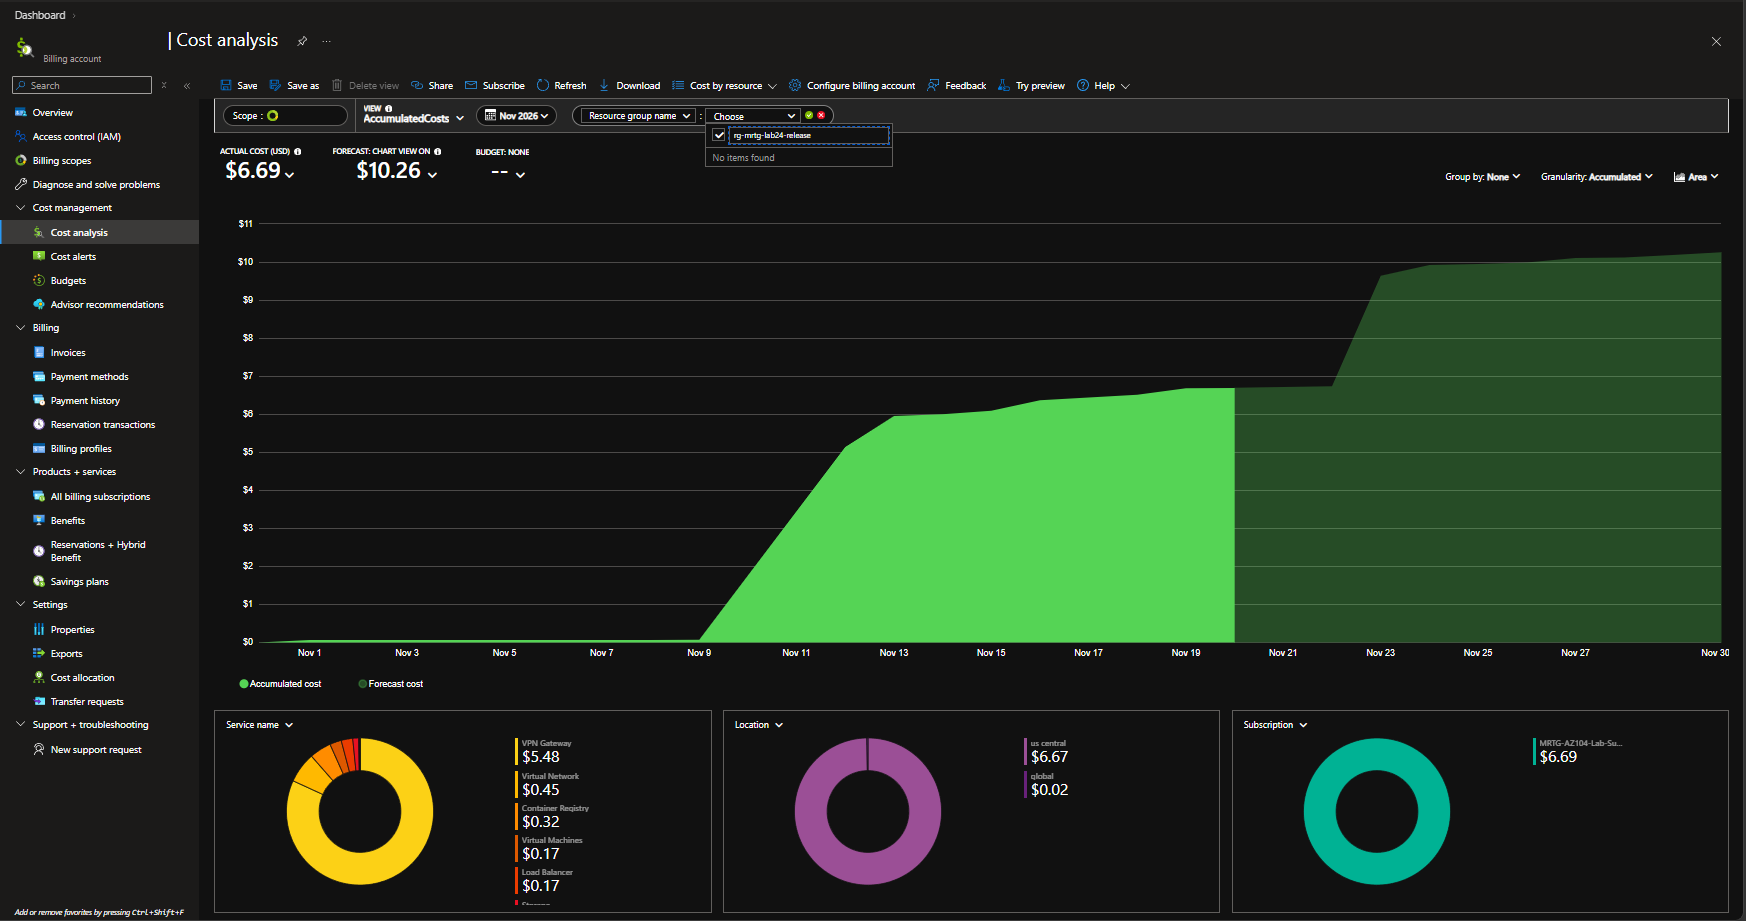 Dashboard
| Cost analysis
Billing account
Search
Save
Save as
Delete view
Share
Subscribe
Refresh
Download
Cost by resource
Configure billing account
Feedback
Try preview
Help
Overview
Access control (IAM)
Billing scopes
Diagnose and solve problems
Cost management
Cost analysis
Cost alerts
Budgets
Advisor recommendations
Billing
Invoices
Payment methods
Payment history
Reservation transactions
Billing profiles
Products + services
All billing subscriptions
Benefits
Reservations + Hybrid
Benefit
Savings plans
Settings
Properties
Exports
Cost allocation
Transfer requests
Support + troubleshooting
New support request
Add or remove favorites by pressing Ctrl+Shift+F
Scope :
VIEW
AccumulatedCosts
Nov 2026
Resource group name
:
Choose
rg-mrtg-lab24-release
No items found
ACTUAL COST (USD)
$6.69
FORECAST: CHART VIEW ON
$10.26
BUDGET: NONE
--
Group by: None
Granularity: Accumulated
Area
$11
$10
$9
$8
$7
$6
$5
$4
$3
$2
$1
$0
Nov 1
Nov 3
Nov 5
Nov 7
Nov 9
Nov 11
Nov 13
Nov 15
Nov 17
Nov 19
Nov 21
Nov 23
Nov 25
Nov 27
Nov 30
Accumulated cost
Forecast cost
Service name
VPN Gateway
$5.48
Virtual Network
$0.45
Container Registry
$0.32
Virtual Machines
$0.17
Load Balancer
$0.17
Location
us central
$6.67
global
$0.02
Subscription
MRTG-AZ104-Lab-Su...
$6.69